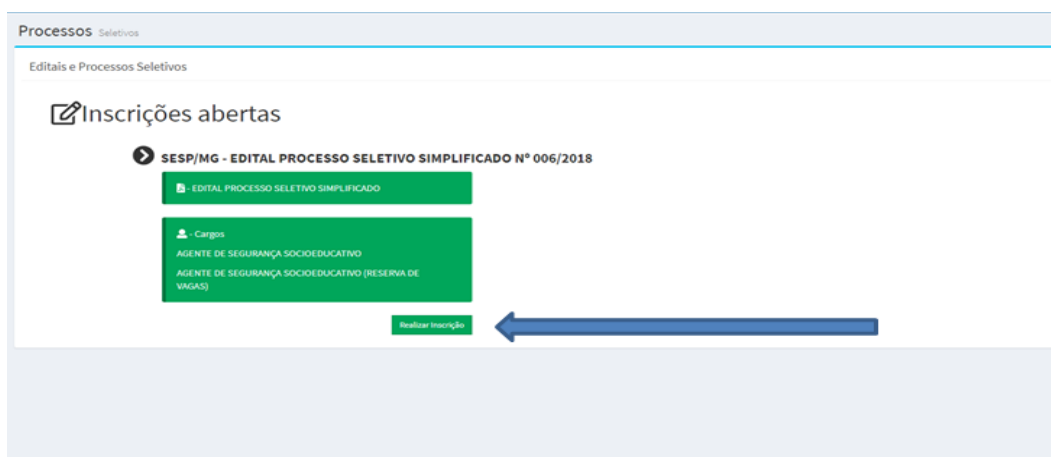 Processos Seletivos
Editais e Processos Seletivos
Inscrições abertas
SESP/MG - EDITAL PROCESSO SELETIVO SIMPLIFICADO Nº 006/2018
- EDITAL PROCESSO SELETIVO SIMPLIFICADO
- Cargos
AGENTE DE SEGURANÇA SOCIOEDUCATIVO
AGENTE DE SEGURANÇA SOCIOEDUCATIVO (RESERVA DE
VAGAS)
Realizar Inscrição